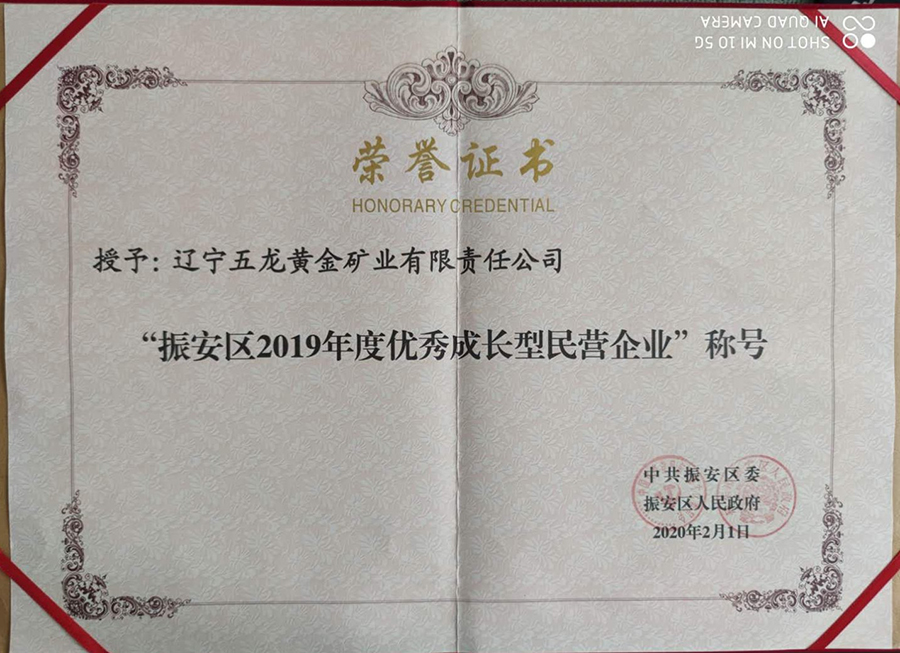 SHOT ON MI 10 5G
AI QUAD CAMERA
荣誉证书
HONORARY CREDENTIAL
授予：辽宁五龙黄金矿业有限责任公司
“振安区2019年度优秀成长型民营企业”称号
中共振安区委
振安区人民政府
2020年2月1日